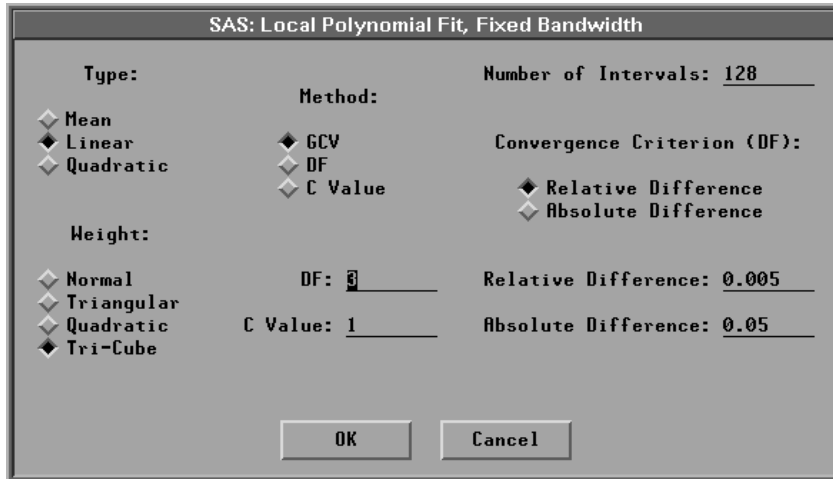 SAS: Local Polynomial Fit, Fixed Bandwidth
Type:
Mean
Linear
Quadratic
Method:
GCV
DF
C Value
Number of Intervals: 128
Convergence Criterion (DF):
Relative Difference
Absolute Difference
Weight:
Normal
Triangular
Quadratic
Tri-Cube
DF: 3
C Value: 1
Relative Difference: 0.005
Absolute Difference: 0.05
OK
Cancel